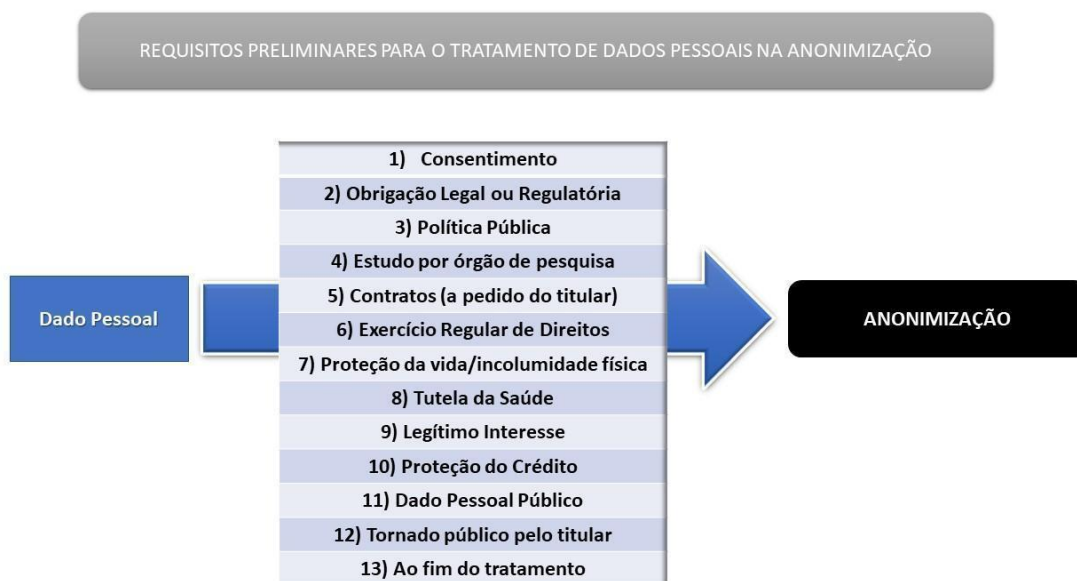 REQUISITOS PRELIMINARES PARA O TRATAMENTO DE DADOS PESSOAIS NA ANONIMIZAÇÃO
Dado Pessoal
1) Consentimento
2) Obrigação Legal ou Regulatória
3) Política Pública
4) Estudo por órgão de pesquisa
5) Contratos (a pedido do titular)
6) Exercício Regular de Direitos
7) Proteção da vida/incolumidade física
8) Tutela da Saúde
9) Legítimo Interesse
10) Proteção do Crédito
11) Dado Pessoal Público
12) Tornado público pelo titular
13) Ao fim do tratamento
ANONIMIZAÇÃO